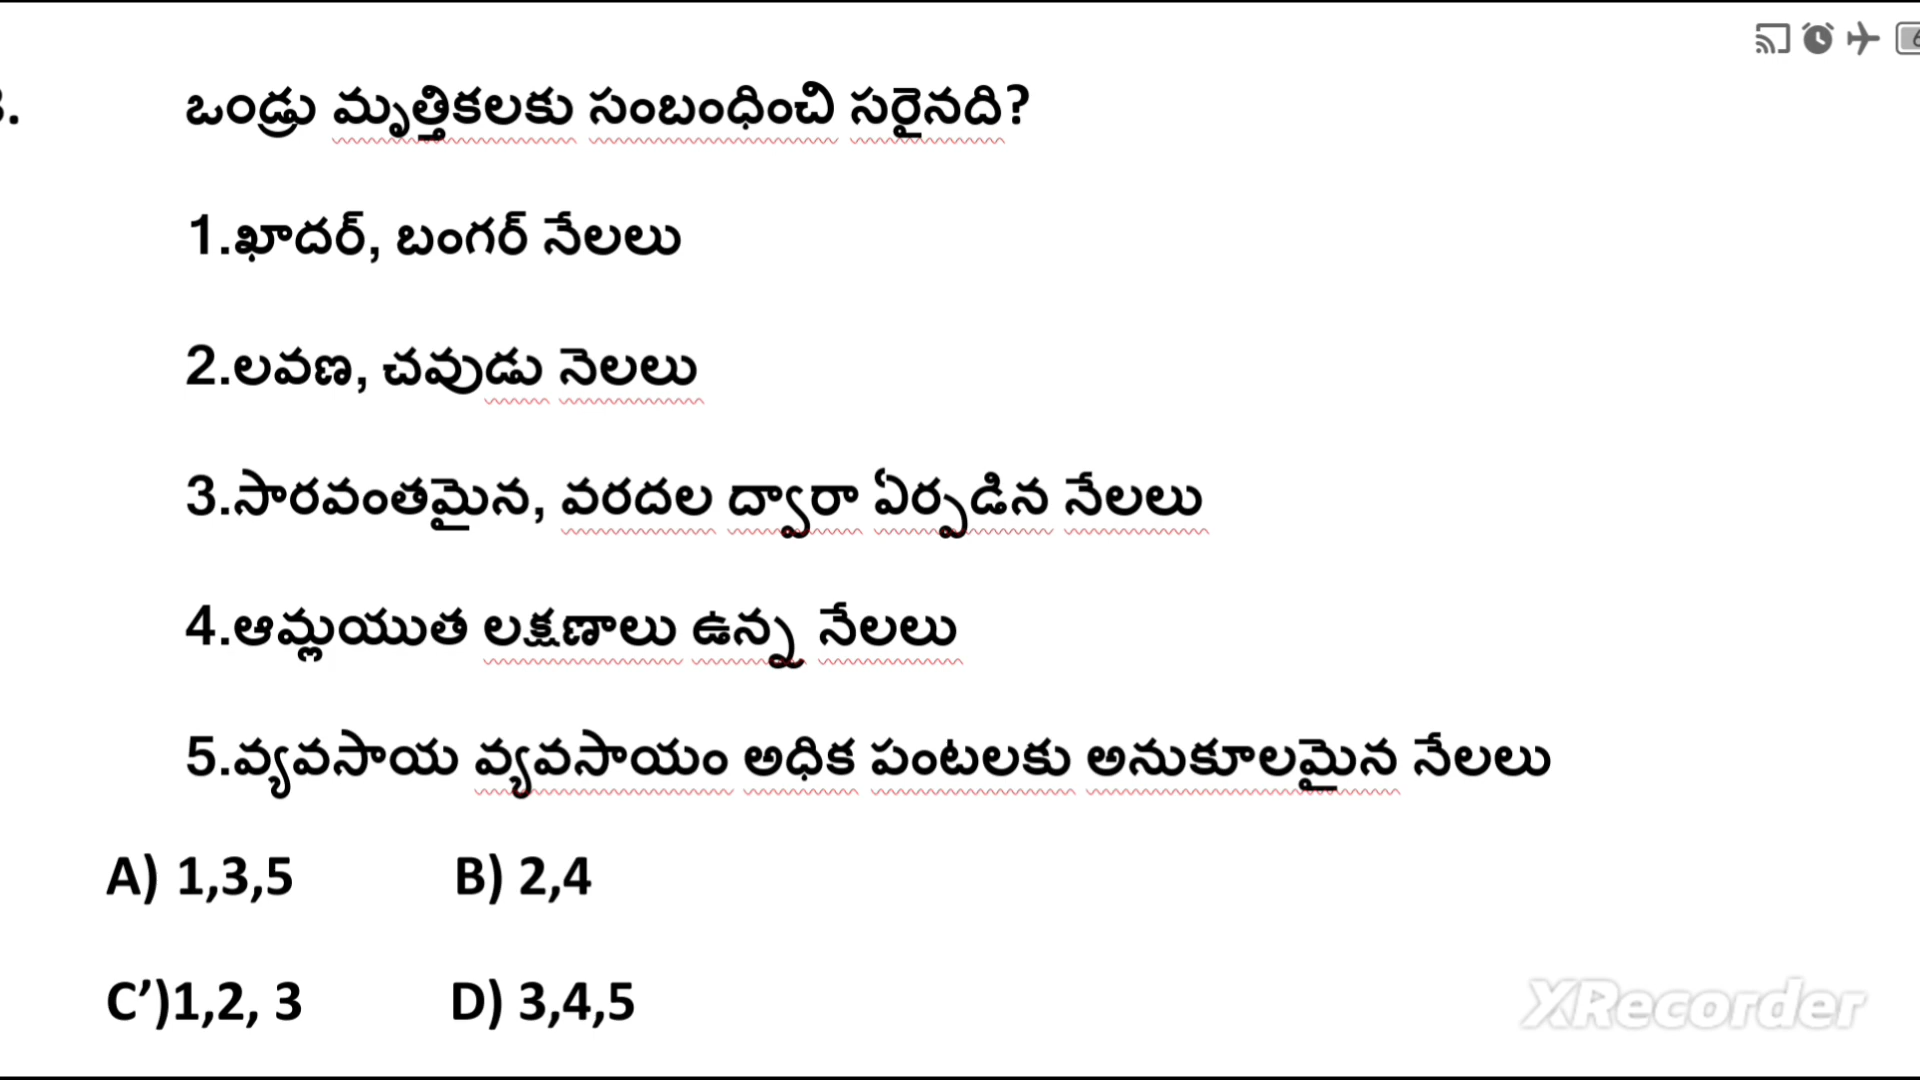 ఒండ్రు మృత్తికలకు సంబంధించి సరైనది?
1.ఖాదర్, బంగర్ నేలలు
2.లవణ, చవుడు నెలలు
3.సారవంతమైన, వరదల ద్వారా ఏర్పడిన నేలలు
4.ఆమ్లయుత లక్షణాలు ఉన్న నేలలు
5.వ్యవసాయ వ్యవసాయం అధిక పంటలకు అనుకూలమైన నేలలు
A) 1,3,5 B) 2,4
C’)1,2, 3 D) 3,4,5
XRecorder